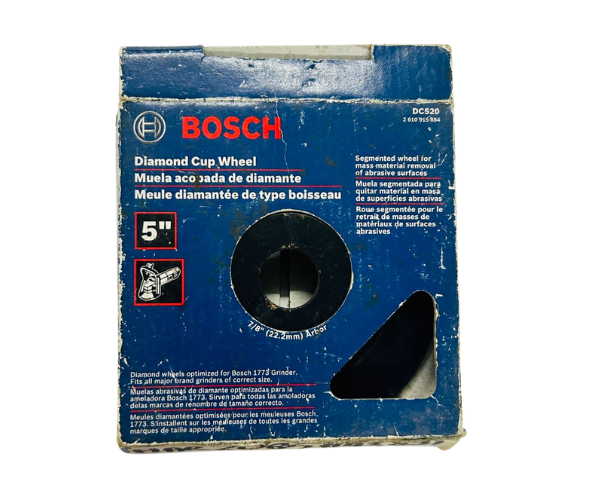 DC520
2 610 915 884
BOSCH
Diamond Cup Wheel
Muela acopada de diamante
Meule diamantée de type boisseau
Segmented wheel for
mass material removal
of abrasive surfaces
Muela segmentada para
quitar material en masa
de superficies abrasivas
Roue segmentée pour le
retrait de masses de
matériaux de surfaces
abrasives
5"
7/8" (22.2mm) Arbor
Diamond wheels optimized for Bosch 1773 Grinder.
Fits all major brand grinders of correct size.
Muelas abrasivas de diamante optimizadas para la
ameladora Bosch 1773. Sirven para todas las amoladoras
delas marcas de renombre de tamaño correcto.
Meules diamantées optimisées pour les meuleuses Bosch
1773. S'installent sur meuleuses de toutes les grandes
marques de taille appropriée.